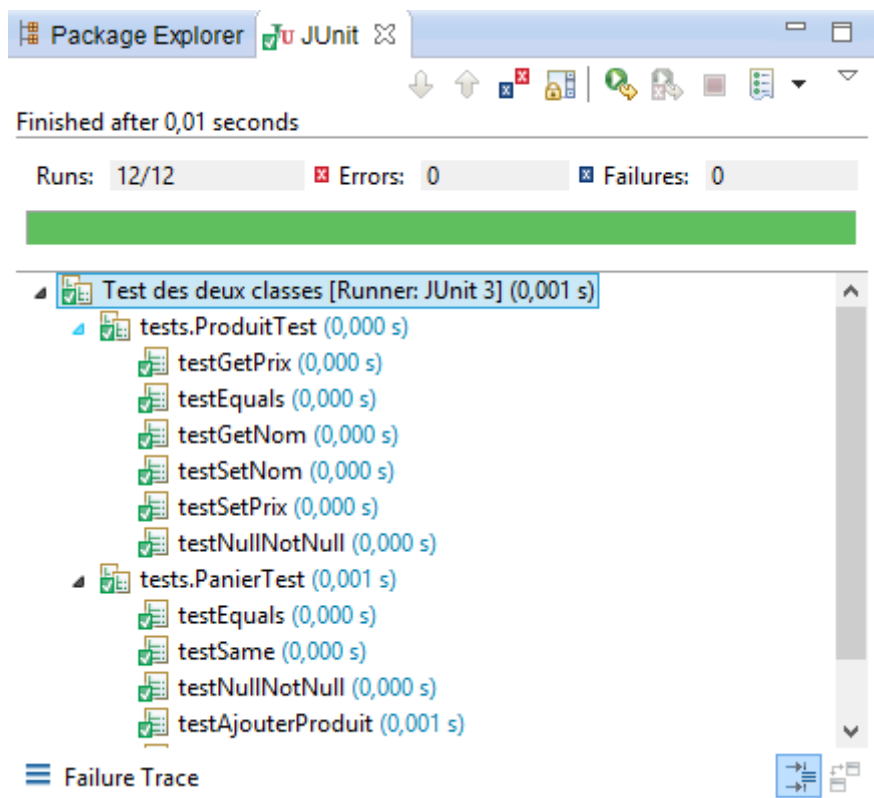 Package Explorer JUnit
Finished after 0,01 seconds
Runs: 12/12 Errors: 0 Failures: 0
Test des deux classes [Runner: JUnit 3] (0,001 s)
tests.ProduitTest (0,000 s)
testGetPrix (0,000 s)
testEquals (0,000 s)
testGetNom (0,000 s)
testSetNom (0,000 s)
testSetPrix (0,000 s)
testNullNotNull (0,000 s)
tests.PanierTest (0,001 s)
testEquals (0,000 s)
testSame (0,000 s)
testNullNotNull (0,000 s)
testAjouterProduit (0,001 s)
Failure Trace